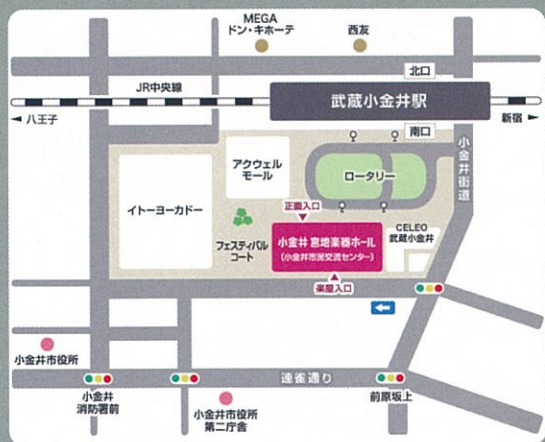 MEGA
ドン・キホーテ
西友
北口
JR中央線
武蔵小金井駅
◀ 八王子
新宿 ▶
南口
小金井街道
アクウェル
モール
ロータリー
イトーヨーカドー
正面入口
フェスティバル
コート
小金井 宮地楽器ホール
(小金井市民交流センター)
CELEO
武蔵小金井
楽屋入口
小金井市役所
小金井
消防署前
連雀通り
小金井市役所
第二庁舎
前原坂上